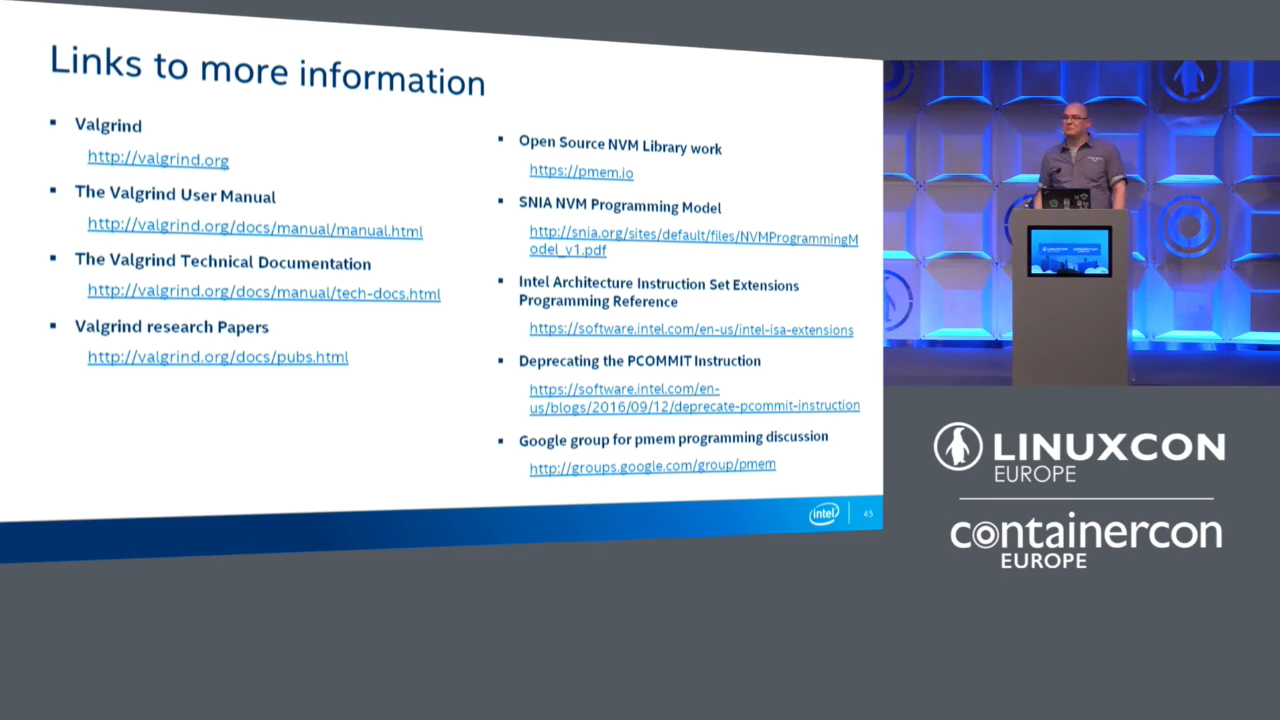 Links to more information
Valgrind
http://valgrind.org
The Valgrind User Manual
http://valgrind.org/docs/manual/manual.html
The Valgrind Technical Documentation
http://valgrind.org/docs/manual/tech-docs.html
Valgrind research Papers
http://valgrind.org/docs/pubs.html
Open Source NVM Library work
https://pmem.io
SNIA NVM Programming Model
http://snia.org/sites/default/files/NVMProgrammingM
odel_v1.pdf
Intel Architecture Instruction Set Extensions
Programming Reference
https://software.intel.com/en-us/intel-isa-extensions
Deprecating the PCOMMIT Instruction
https://software.intel.com/en-
us/blogs/2016/09/12/deprecate-pcommit-instruction
Google group for pmem programming discussion
http://groups.google.com/group/pmem
intel
45
LINUXCON
EUROPE
containercon
EUROPE